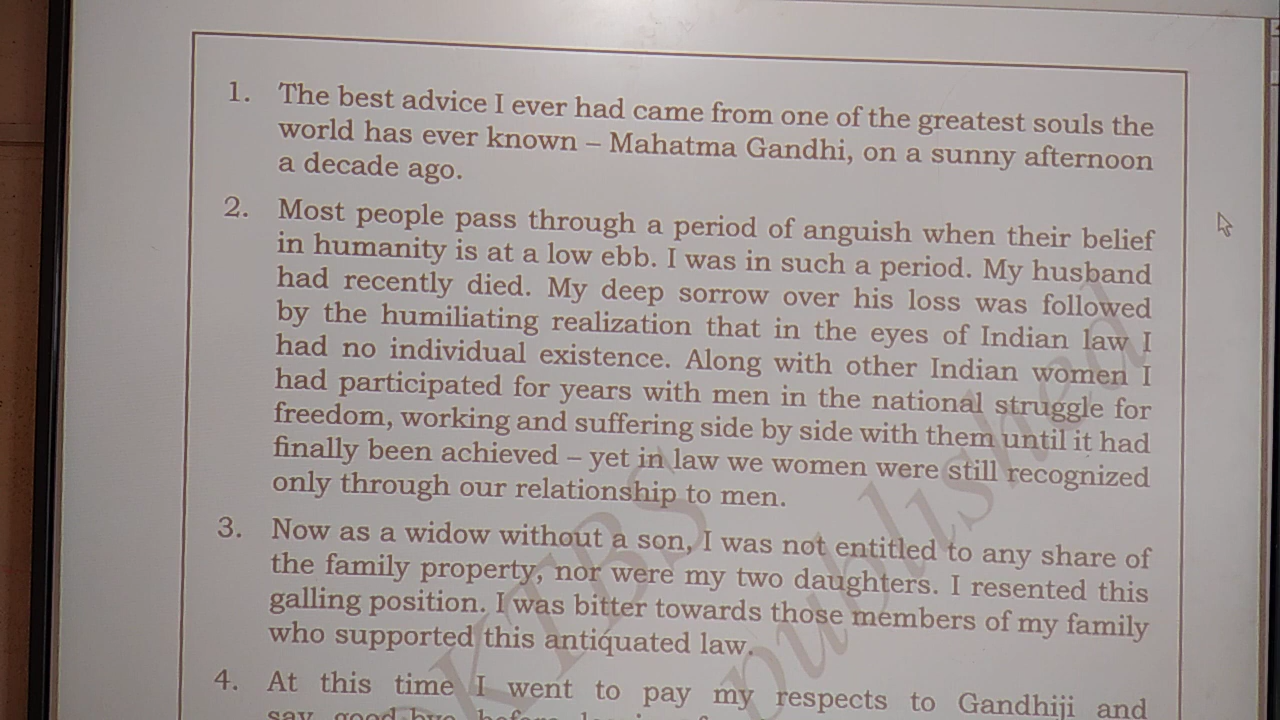 1. The best advice I ever had came from one of the greatest souls the
world has ever known – Mahatma Gandhi, on a sunny afternoon
a decade ago.
2. Most people pass through a period of anguish when their belief
in humanity is at a low ebb. I was in such a period. My husband
had recently died. My deep sorrow over his loss was followed
by the humiliating realization that in the eyes of Indian law I
had no individual existence. Along with other Indian women I
had participated for years with men in the national struggle for
freedom, working and suffering side by side with them until it had
finally been achieved – yet in law we women were still recognized
only through our relationship to men.
3. Now as a widow without a son, I was not entitled to any share of
the family property, nor were my two daughters. I resented this
galling position. I was bitter towards those members of my family
who supported this antiquated law.
4. At this time I went to pay my respects to Gandhiji and
say good-bye before
KTBS
published